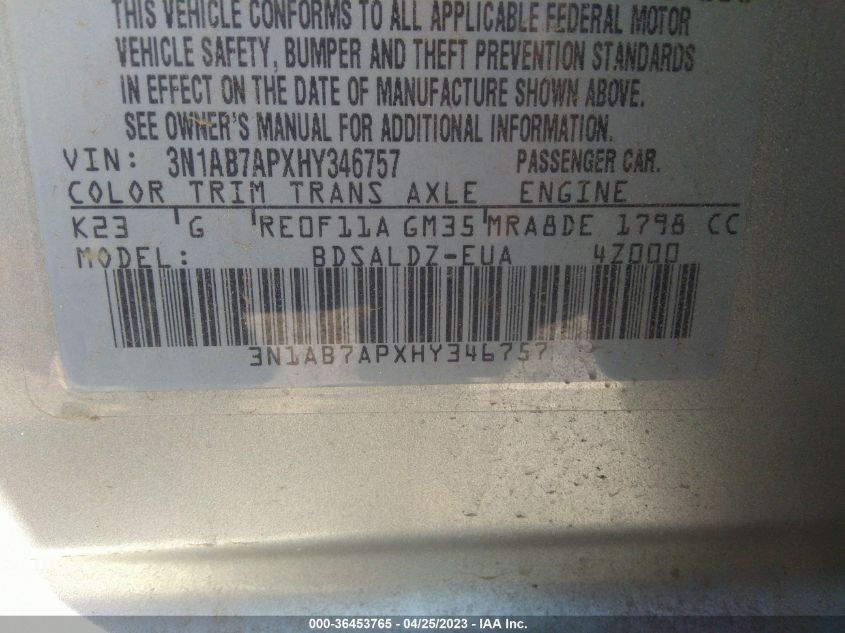 THIS VEHICLE CONFORMS TO ALL APPLICABLE FEDERAL MOTOR
VEHICLE SAFETY, BUMPER AND THEFT PREVENTION STANDARDS
IN EFFECT ON THE DATE OF MANUFACTURE SHOWN ABOVE.
SEE OWNER'S MANUAL FOR ADDITIONAL INFORMATION.
VIN: 3N1AB7APXHY346757 PASSENGER CAR.
COLOR TRIM TRANS AXLE ENGINE
K23 G RE0F11A GM35 MRA8DE 1798 CC
MODEL: BDSALDZ-EUA 4Z000
3N1AB7APXHY346757
000-36453765 - 04/25/2023 - IAA Inc.